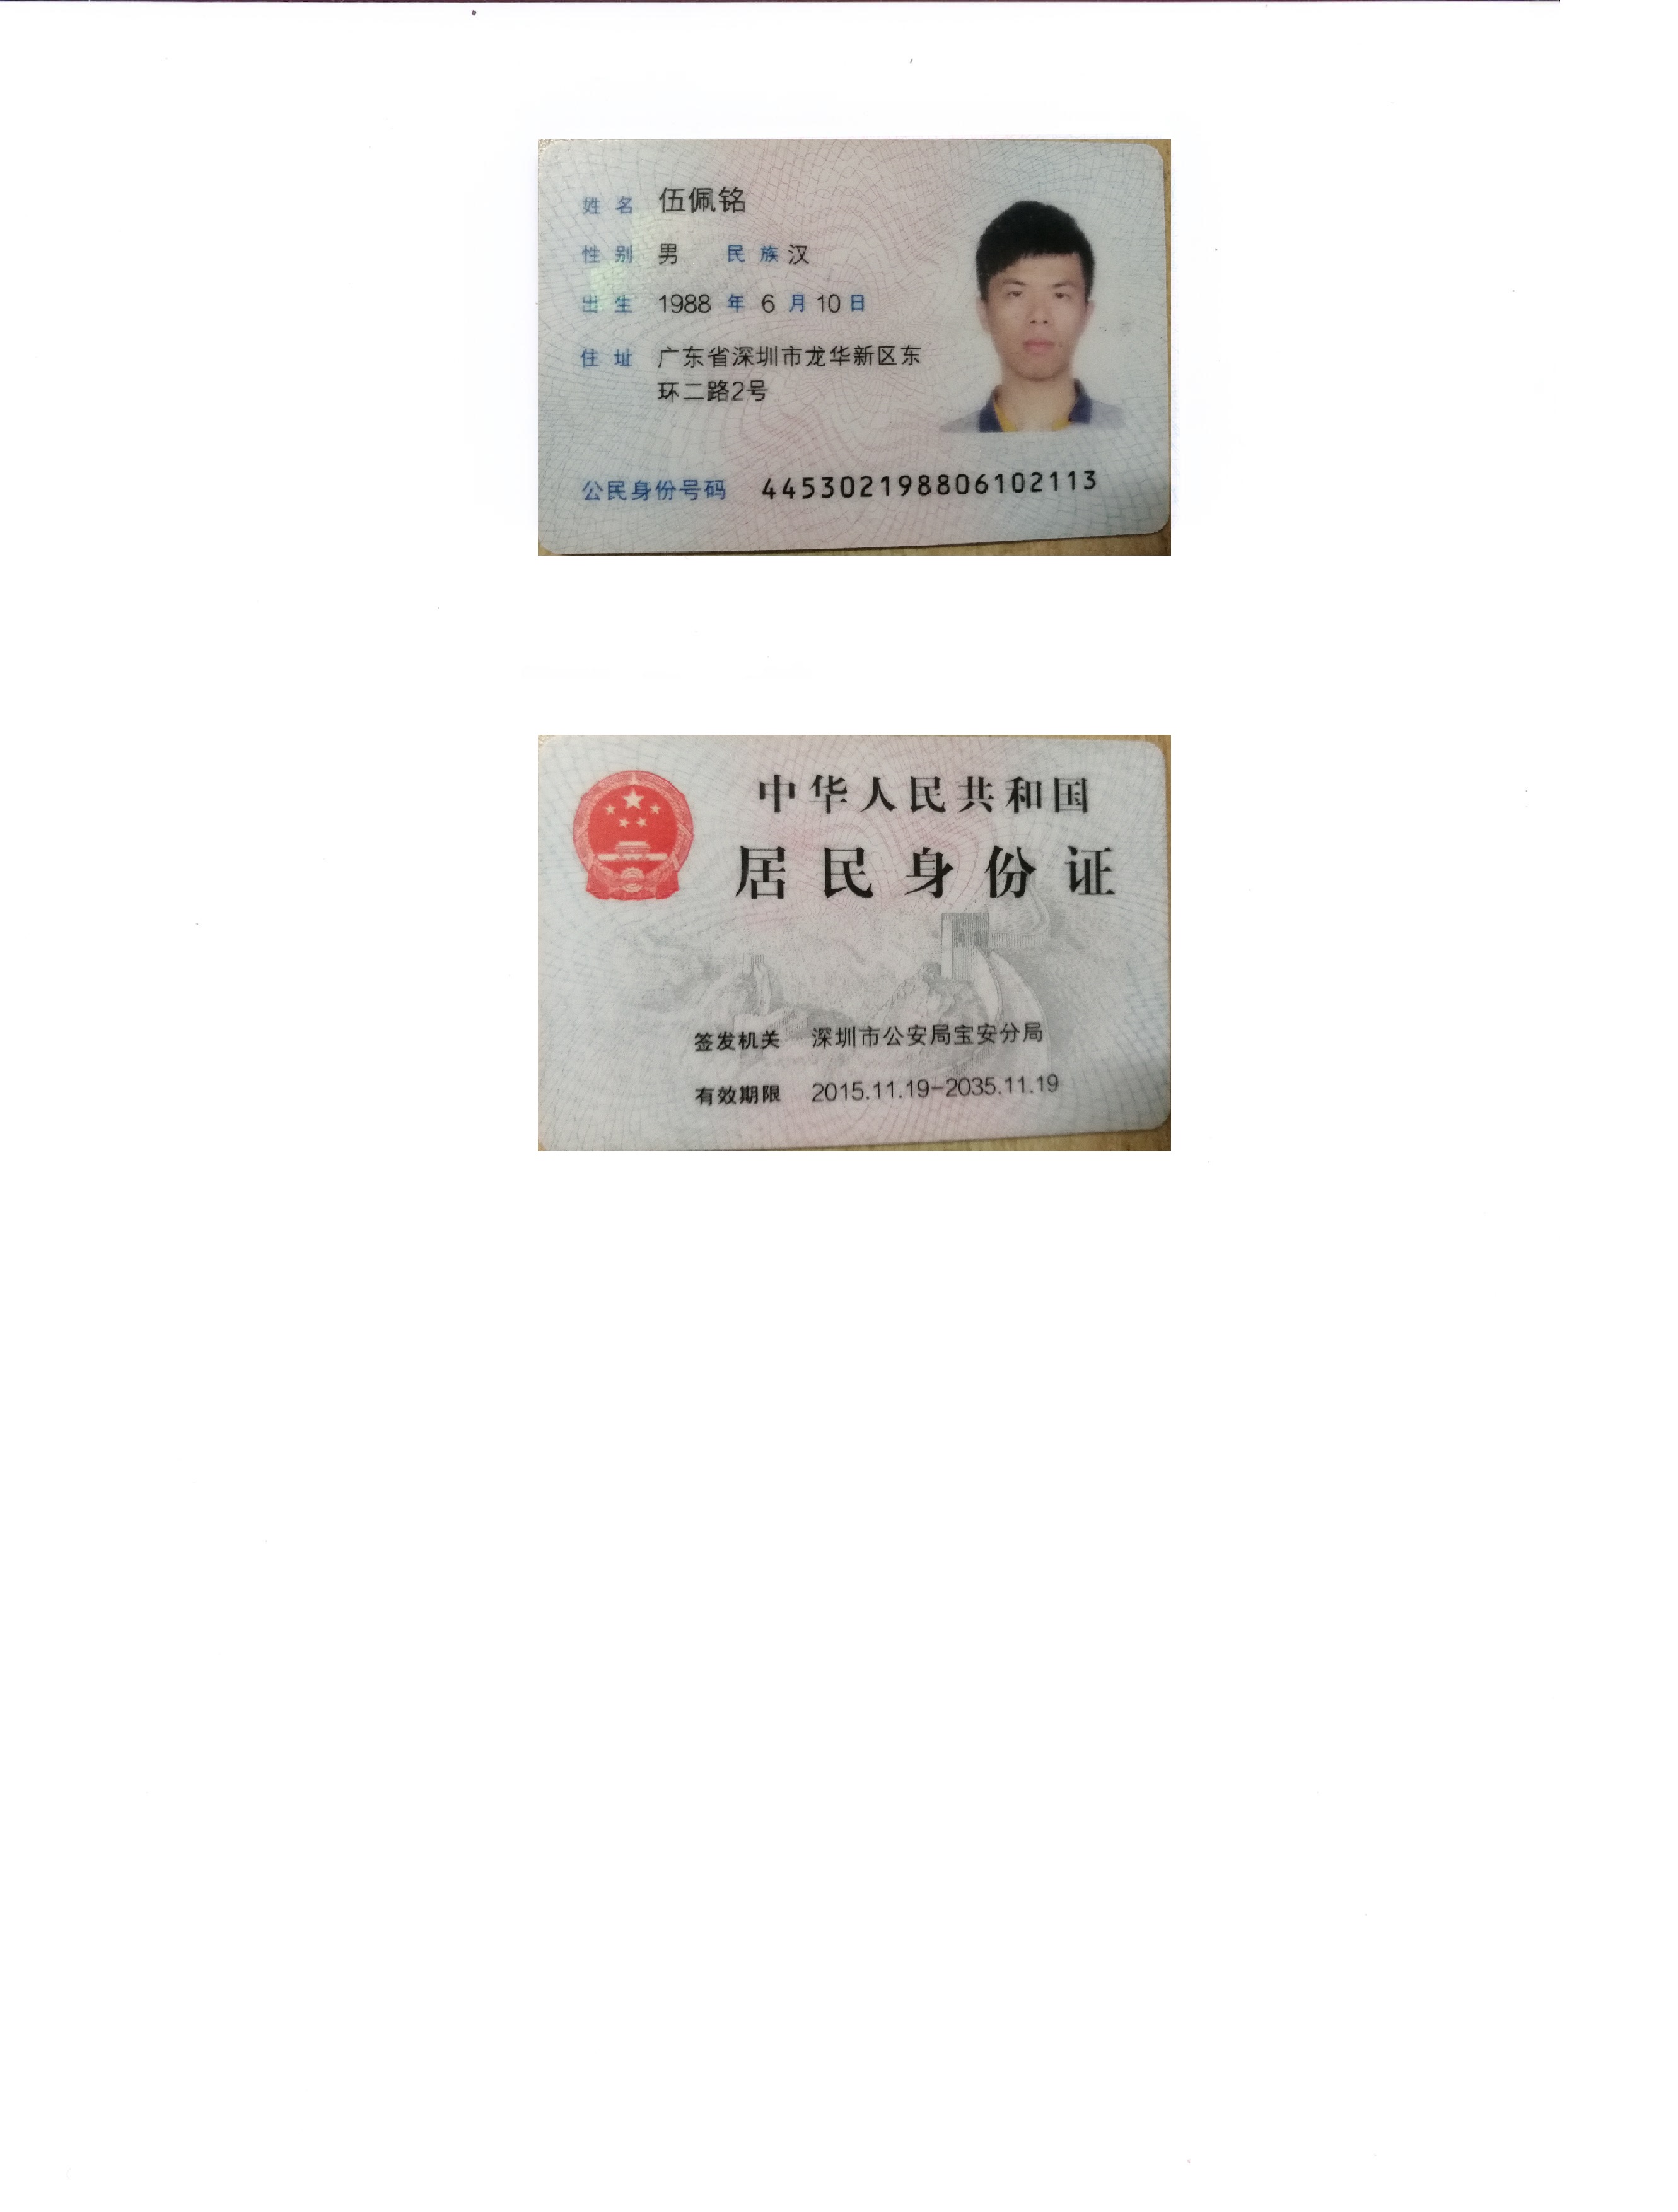 姓名 伍佩铭
性别 男 民族 汉
出生 1988 年 6 月 10 日
住址 广东省深圳市龙华新区东
环二路2号
公民身份号码 445302198806102113
中华人民共和国
居民身份证
签发机关 深圳市公安局宝安分局
有效期限 2015.11.19-2035.11.19